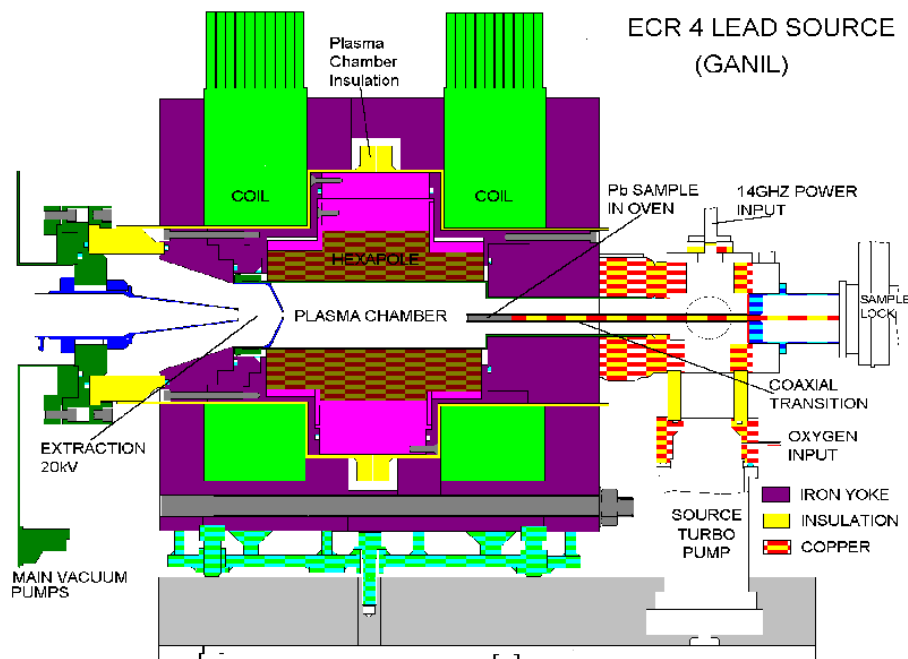 ECR 4 LEAD SOURCE
(GANIL)
Plasma
Chamber
Insulation
COIL
COIL
Pb SAMPLE
IN OVEN
14GHZ POWER
INPUT
HEXAPOLE
PLASMA CHAMBER
SAMPLE
LOCK
COAXIAL
TRANSITION
EXTRACTION
20kV
OXYGEN
INPUT
IRON YOKE
INSULATION
COPPER
SOURCE
TURBO
PUMP
MAIN VACUUM
PUMPS